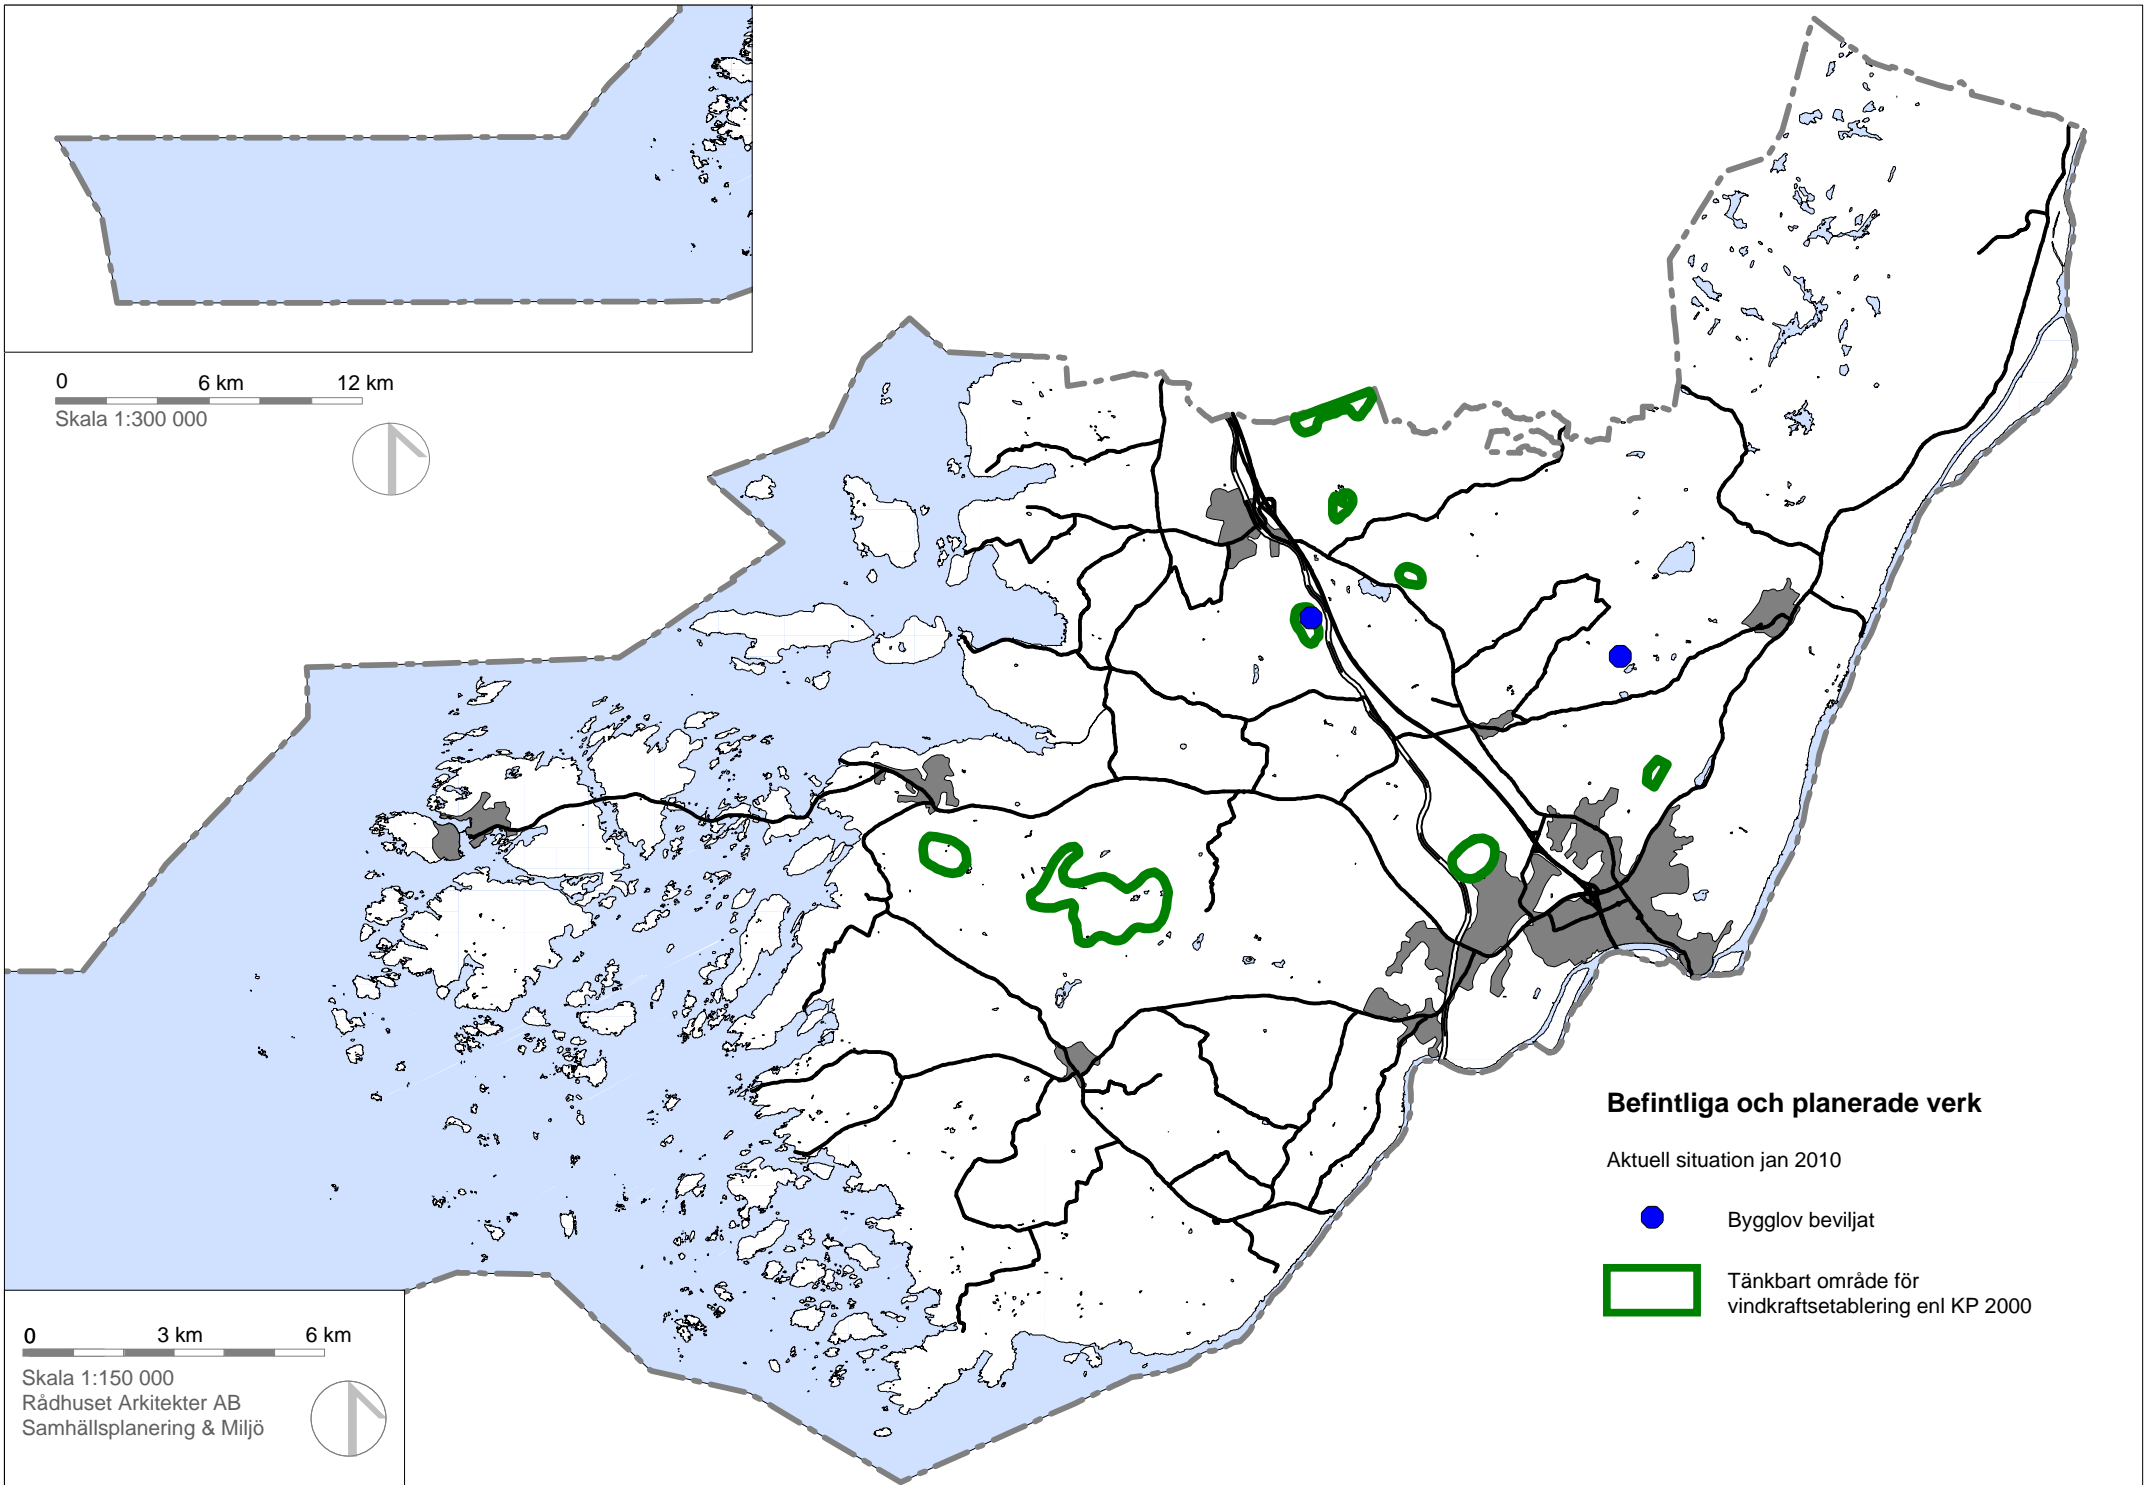 0 6 km 12 km
Skala 1:300 000
Befintliga och planerade verk
Aktuell situation jan 2010
Bygglov beviljat
Tänkbart område för
vindkraftsetablering enl KP 2000
0 3 km 6 km
Skala 1:150 000
Rådhuset Arkitekter AB
Samhällsplanering & Miljö